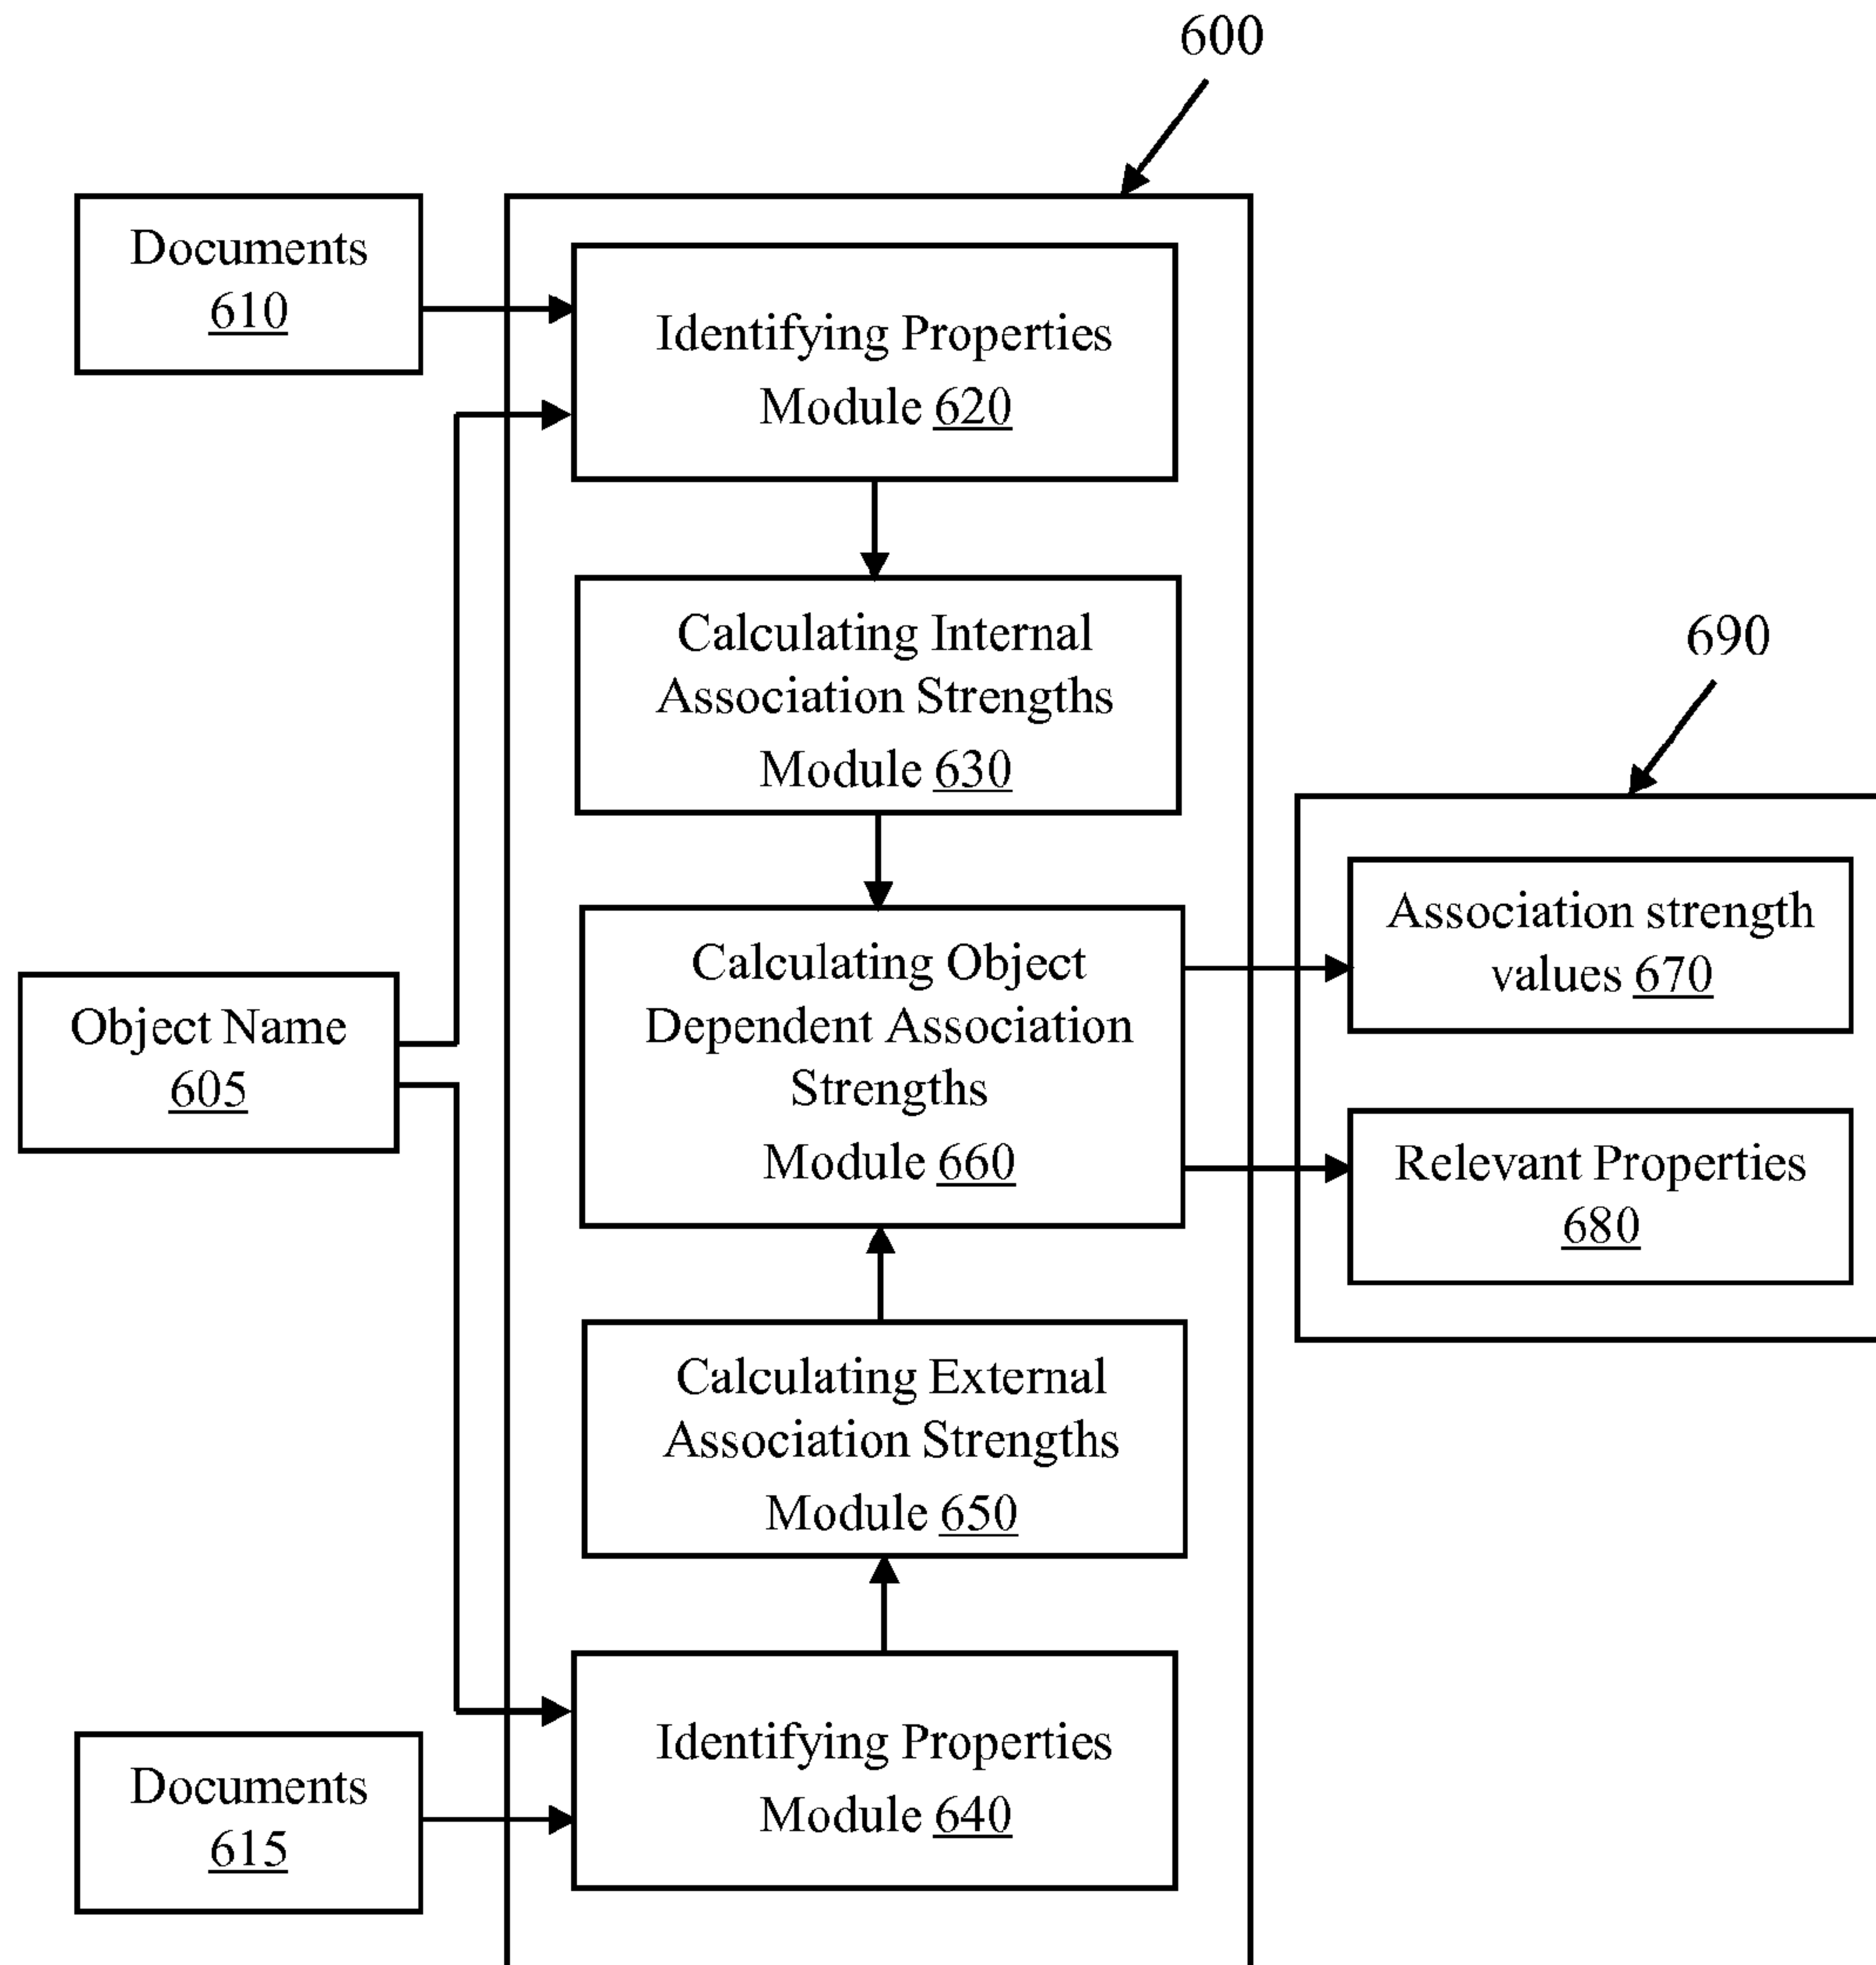 600
Documents
610
Identifying Properties
Module 620
Calculating Internal
Association Strengths
Module 630
690
Association strength
values 670
Object Name
605
Calculating Object
Dependent Association
Strengths
Module 660
Relevant Properties
680
Calculating External
Association Strengths
Module 650
Identifying Properties
Module 640
Documents
615